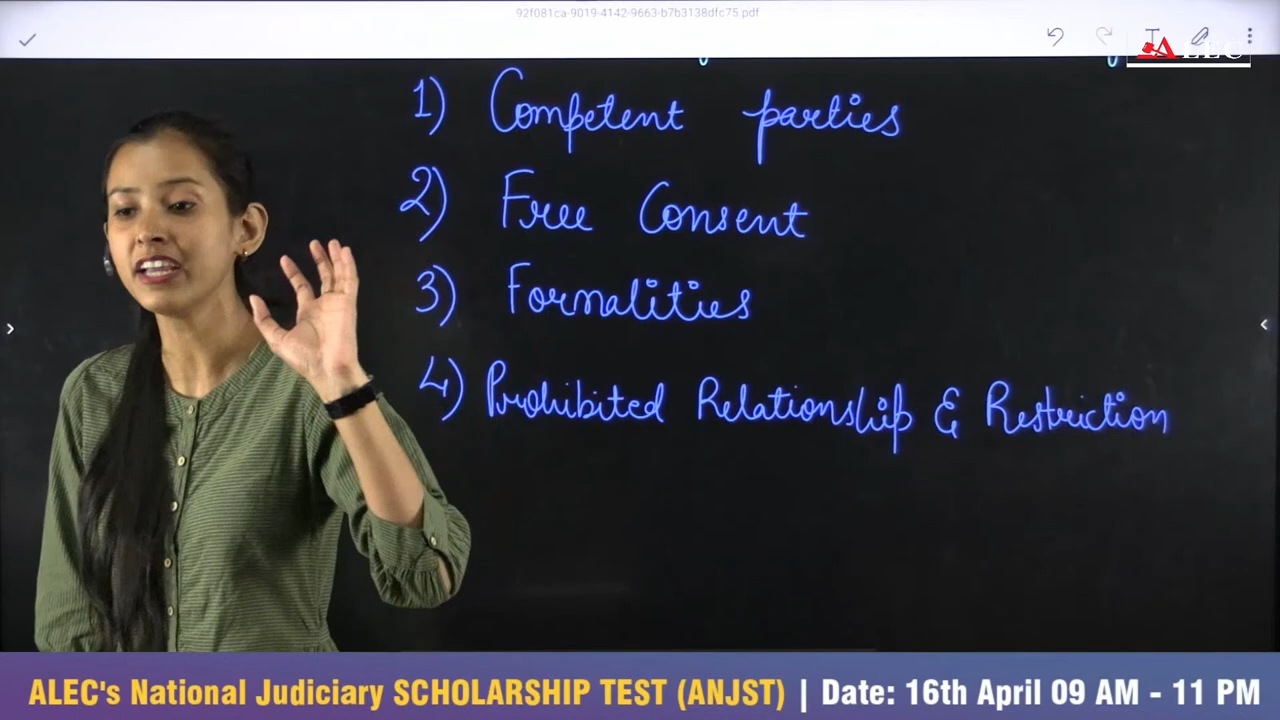 92f081ca-9019-4142-9663-b7b3138dfc75.pdf
ALEC
1) Competent parties
2) Free Consent
3) Formalities
4) Prohibited Relationship & Restriction
ALEC's National Judiciary SCHOLARSHIP TEST (ANJST) | Date: 16th April 09 AM - 11 PM